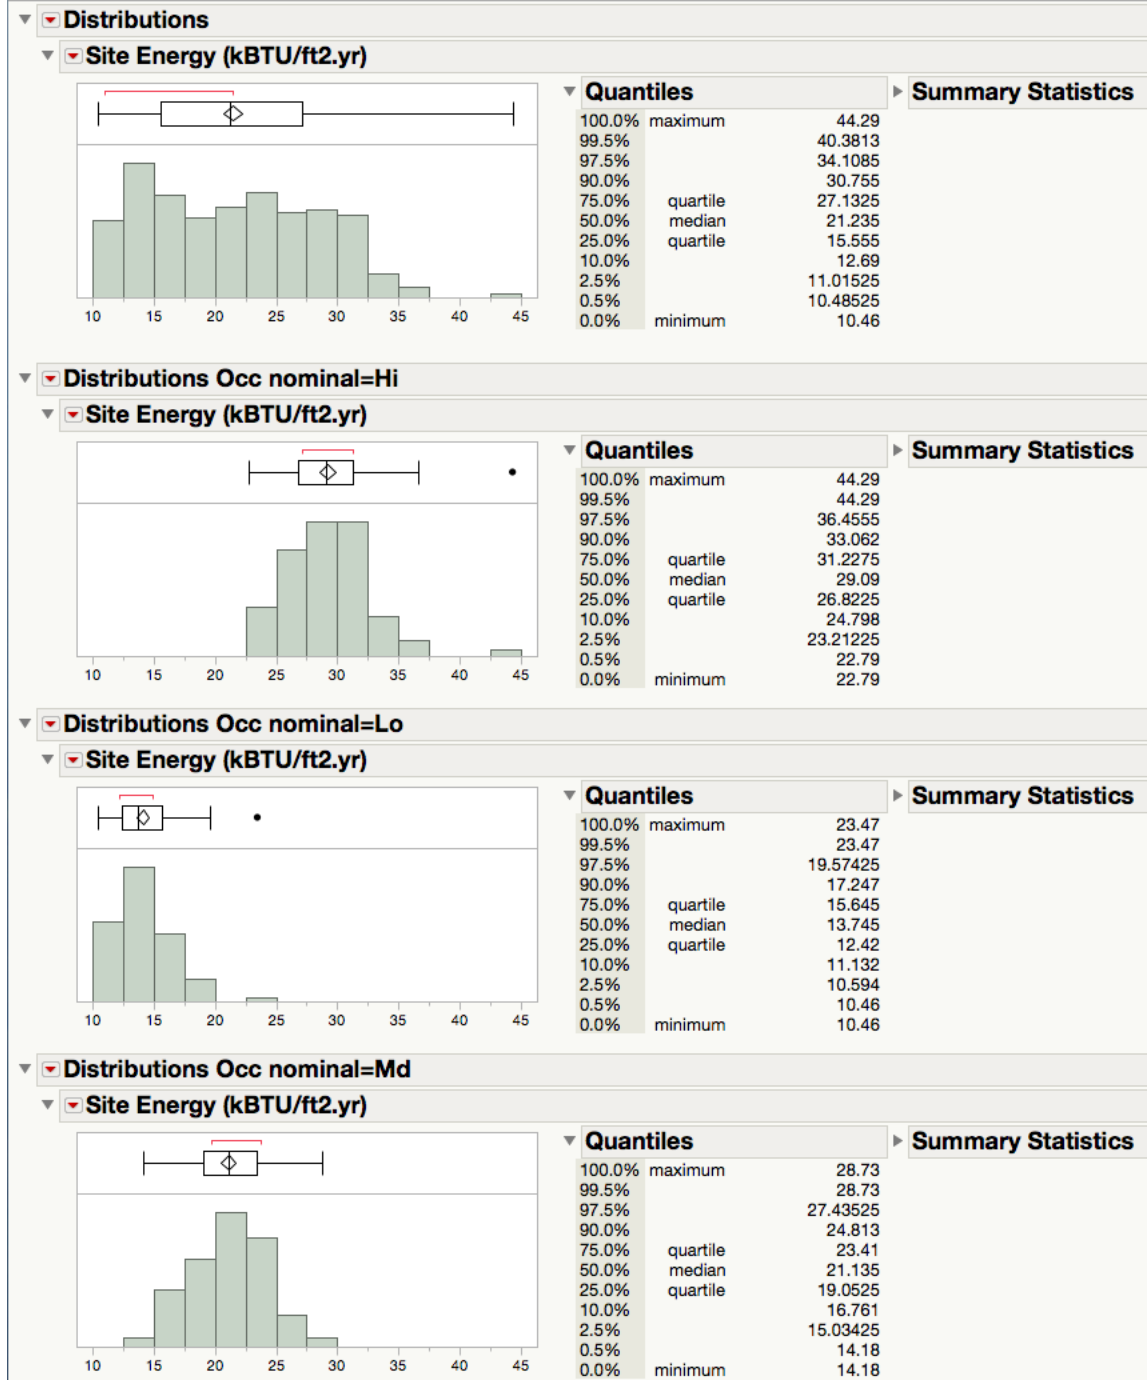 Distributions
Site Energy (kBTU/ft2.yr)
Quantiles
Summary Statistics
100.0% maximum 44.29
99.5% 40.3813
97.5% 34.1085
90.0% 30.755
75.0% quartile 27.1325
50.0% median 21.235
25.0% quartile 15.555
10.0% 12.69
2.5% 11.01525
0.5% 10.48525
0.0% minimum 10.46
10 15 20 25 30 35 40 45
Distributions Occ nominal=Hi
Site Energy (kBTU/ft2.yr)
Quantiles
Summary Statistics
100.0% maximum 44.29
99.5% 44.29
97.5% 36.4555
90.0% 33.062
75.0% quartile 31.2275
50.0% median 29.09
25.0% quartile 26.8225
10.0% 24.798
2.5% 23.21225
0.5% 22.79
0.0% minimum 22.79
10 15 20 25 30 35 40 45
Distributions Occ nominal=Lo
Site Energy (kBTU/ft2.yr)
Quantiles
Summary Statistics
100.0% maximum 23.47
99.5% 23.47
97.5% 19.57425
90.0% 17.247
75.0% quartile 15.645
50.0% median 13.745
25.0% quartile 12.42
10.0% 11.132
2.5% 10.594
0.5% 10.46
0.0% minimum 10.46
10 15 20 25 30 35 40 45
Distributions Occ nominal=Md
Site Energy (kBTU/ft2.yr)
Quantiles
Summary Statistics
100.0% maximum 28.73
99.5% 28.73
97.5% 27.43525
90.0% 24.813
75.0% quartile 23.41
50.0% median 21.135
25.0% quartile 19.0525
10.0% 16.761
2.5% 15.03425
0.5% 14.18
0.0% minimum 14.18
10 15 20 25 30 35 40 45